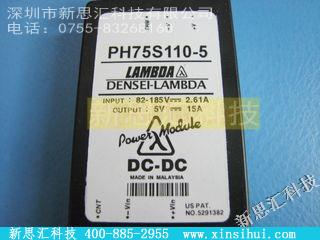 深圳市新思汇科技有限公司
电话: 0755-83268160
PH75S110-5
LAMBDA
DENSEI-LAMBDA
INPUT : 82-185V 2.61A
OUTPUT : 5V 15A
Power Module
DC-DC
MADE IN MALAYSIA
CNT
-Vin
+Vin
US PAT.
NO.5291382
新思汇科技 400-885-2955 www.xinsihui.com